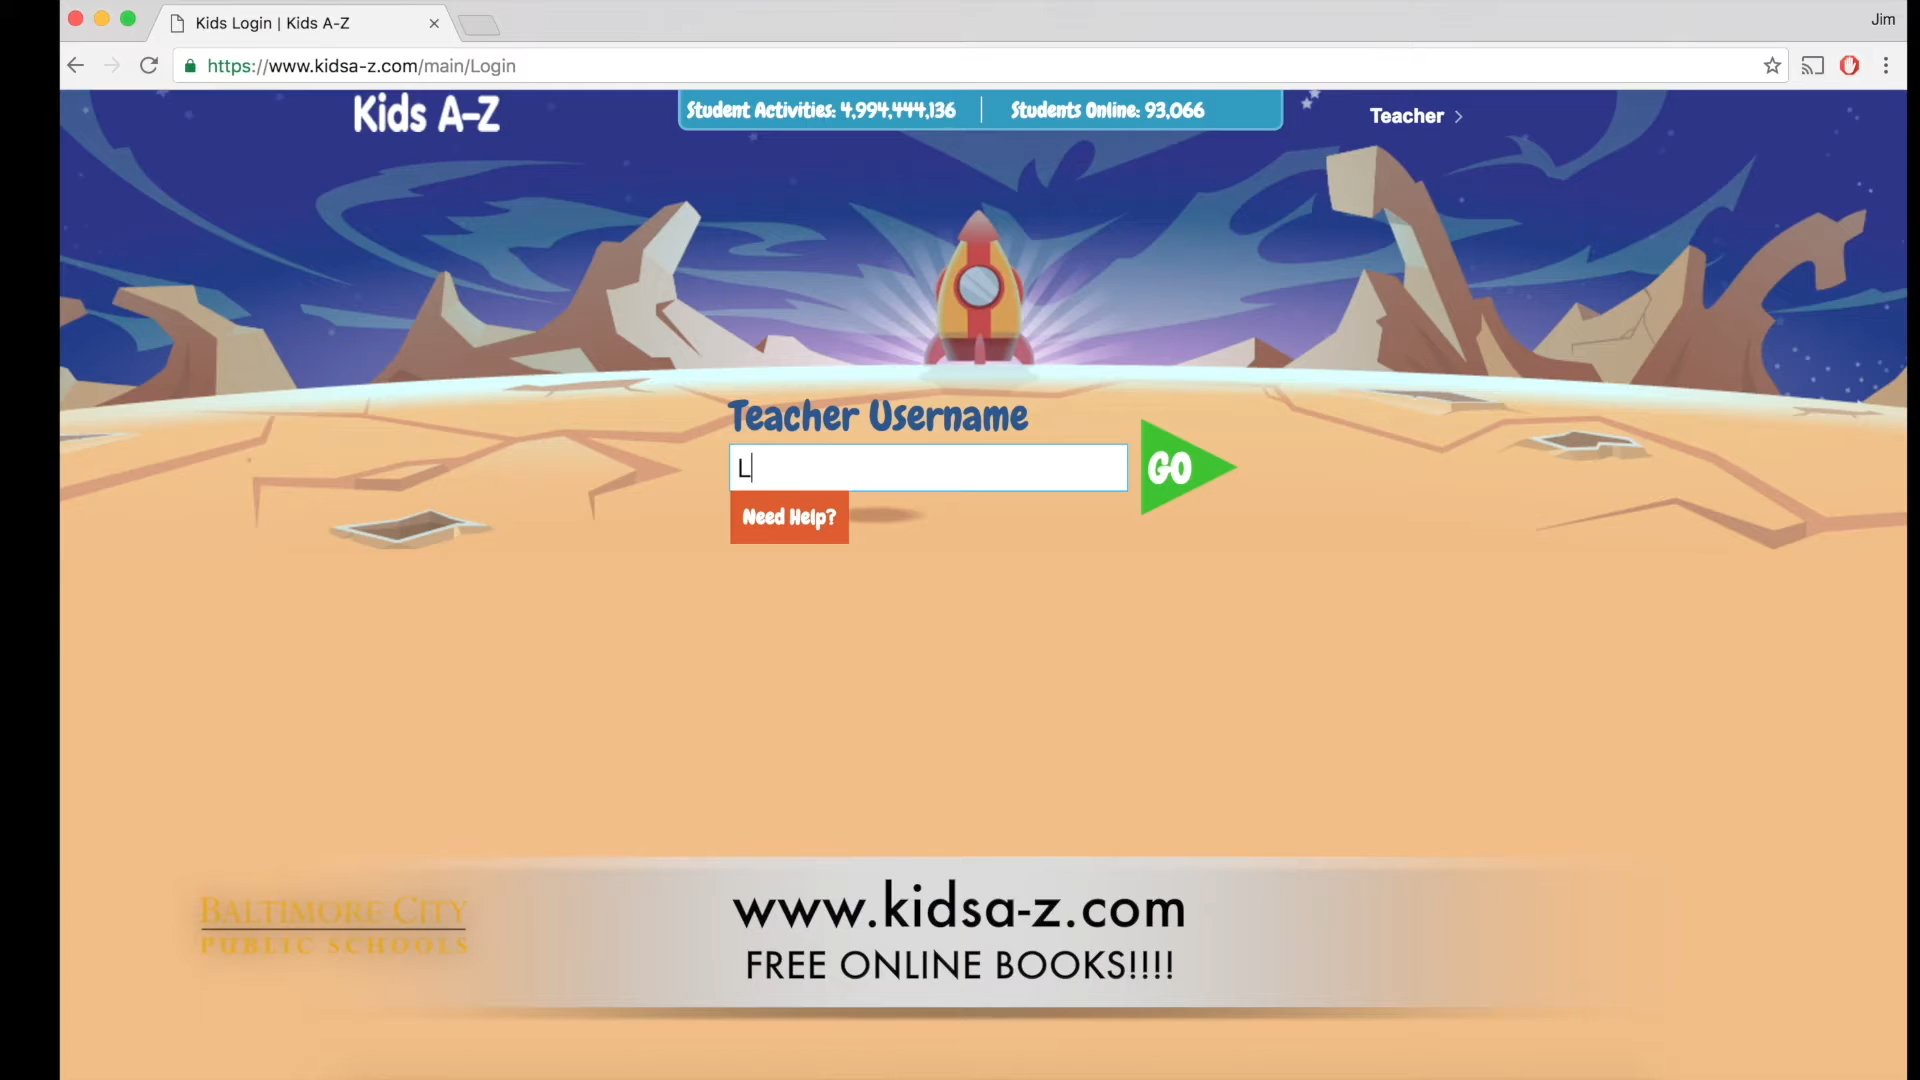 Kids Login | Kids A-Z
Jim
https://www.kidsa-z.com/main/Login
Kids A-Z
Student Activities: 4,994,444,136
Students Online: 93,066
Teacher >
Teacher Username
L
GO
Need Help?
BALTIMORE CITY
PUBLIC SCHOOLS
www.kidsa-z.com
FREE ONLINE BOOKS!!!!